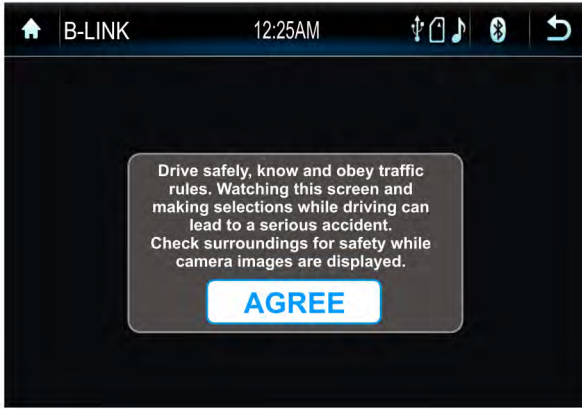 B-LINK 12:25AM
Drive safely, know and obey traffic
rules. Watching this screen and
making selections while driving can
lead to a serious accident.
Check surroundings for safety while
camera images are displayed.
AGREE